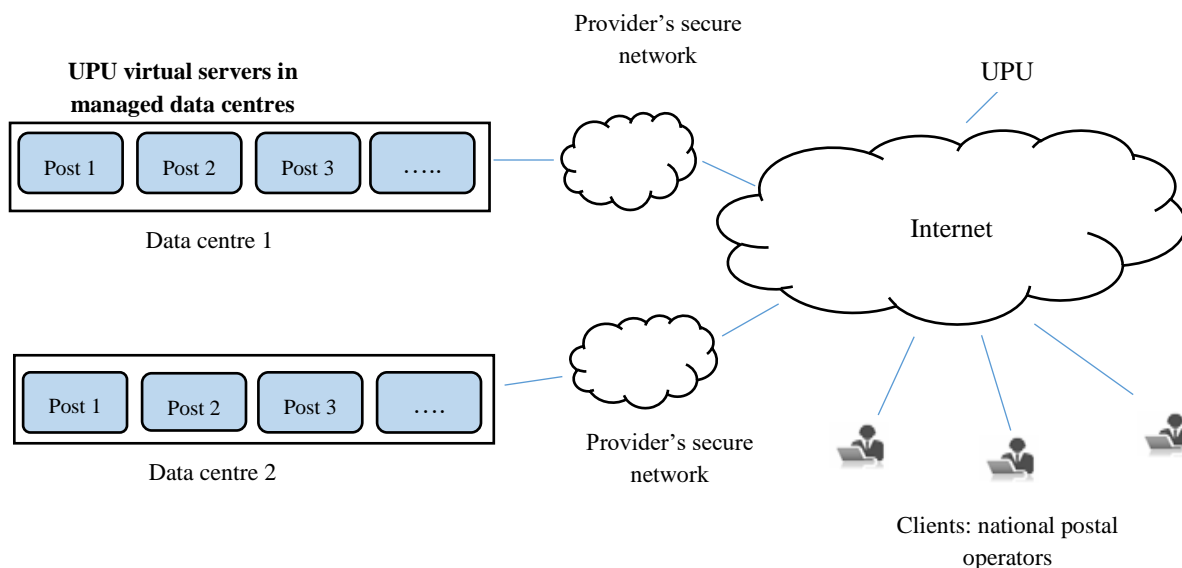 Provider’s secure
network
UPU virtual servers in
managed data centres
UPU
Post 1
Post 2
Post 3
…..
Data centre 1
Internet
Post 1
Post 2
Post 3
….
Data centre 2
Provider’s secure
network
Clients: national postal
operators